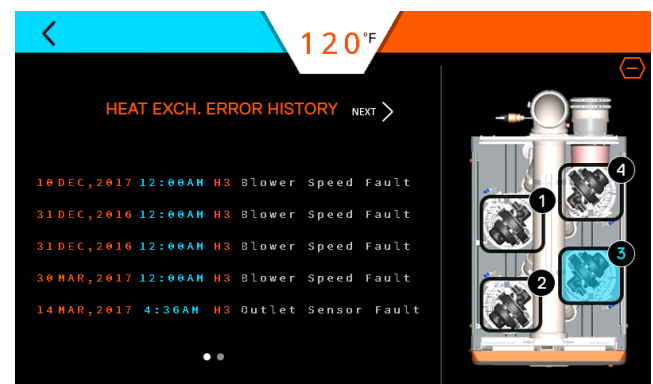 120°F
HEAT EXCH. ERROR HISTORY NEXT
10 DEC,2017 12:00AM H3 Blower Speed Fault
31 DEC,2016 12:00AM H3 Blower Speed Fault
31 DEC,2016 12:00AM H3 Blower Speed Fault
30 MAR,2017 12:00AM H3 Blower Speed Fault
14 MAR,2017 4:36AM H3 Outlet Sensor Fault
4
1
3
2